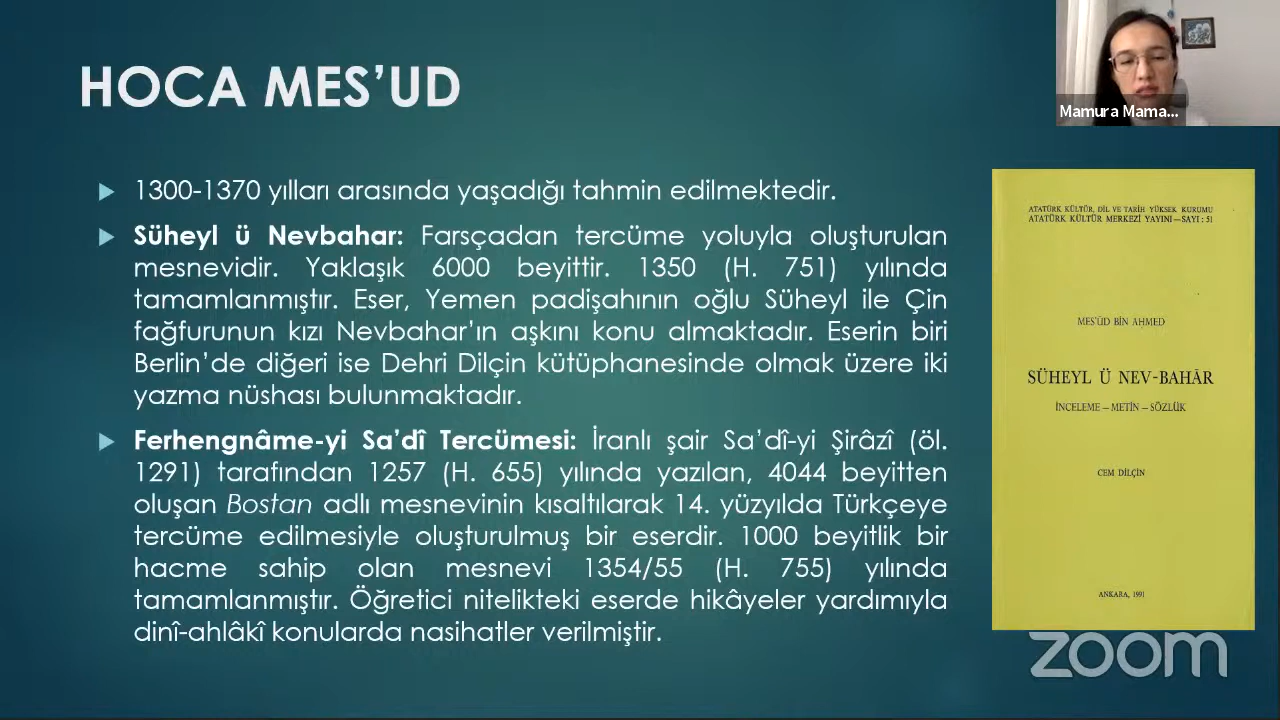 HOCA MES’UD
Mamura Mama...
1300-1370 yılları arasında yaşadığı tahmin edilmektedir.
Süheyl ü Nevbahar: Farsçadan tercüme yoluyla oluşturulan
mesnevidir. Yaklaşık 6000 beyittir. 1350 (H. 751) yılında
tamamlanmıştır. Eser, Yemen padişahının oğlu Süheyl ile Çin
fağfurunun kızı Nevbahar’ın aşkını konu almaktadır. Eserin biri
Berlin’de diğeri ise Dehri Dilçin kütüphanesinde olmak üzere iki
yazma nüshası bulunmaktadır.
Ferhengnâme-yi Sa’dî Tercümesi: İranlı şair Sa’dî-yi Şirâzî (öl.
1291) tarafından 1257 (H. 655) yılında yazılan, 4044 beyitten
oluşan Bostan adlı mesnevinin kısaltılarak 14. yüzyılda Türkçeye
tercüme edilmesiyle oluşturulmuş bir eserdir. 1000 beyitlik bir
hacme sahip olan mesnevi 1354/55 (H. 755) yılında
tamamlanmıştır. Öğretici nitelikteki eserde hikâyeler yardımıyla
dinî-ahlâkî konularda nasihatler verilmiştir.
ATATÜRK KÜLTÜR, DİL VE TARİH YÜKSEK KURUMU
ATATÜRK KÜLTÜR MERKEZİ YAYINI—SAYI: 51
MES'ÜD BİN AḤMED
SÜHEYL Ü NEV-BAHÂR
İNCELEME – METİN – SÖZLÜK
CEM DİLÇİN
ANKARA, 1991
zoom